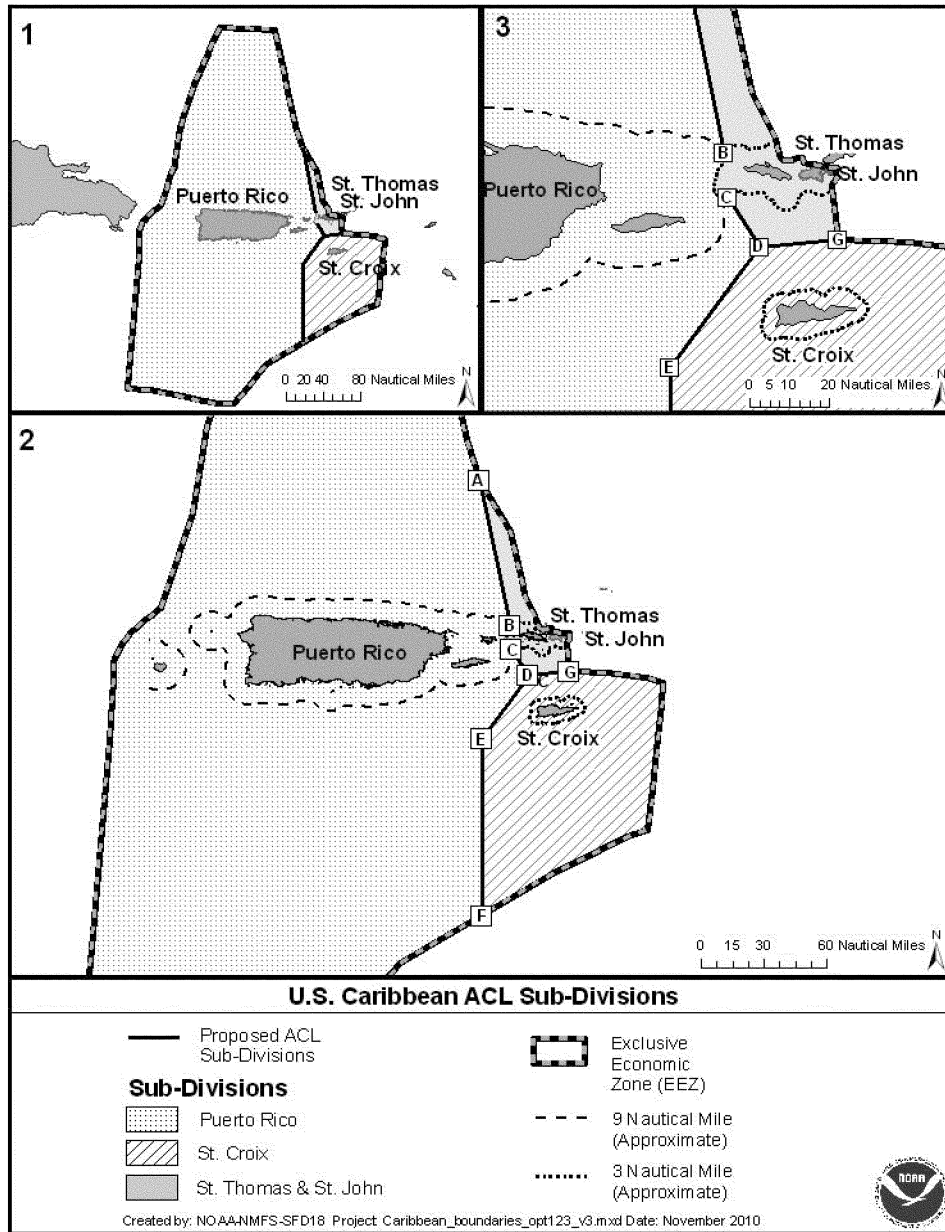 1
Puerto Rico
St. Thomas
St. John
St. Croix
0 20 40 80 Nautical Miles
N
3
St. Thomas
St. John
Puerto Rico
B
C
D
G
E
St. Croix
0 5 10 20 Nautical Miles
N
2
A
St. Thomas
B
St. John
Puerto Rico
C
D
C
G
St. Croix
E
F
0 15 30 60 Nautical Miles
N
U.S. Caribbean ACL Sub-Divisions
Proposed ACL
Sub-Divisions
Sub-Divisions
Puerto Rico
St. Croix
St. Thomas & St. John
Exclusive
Economic
Zone (EEZ)
9 Nautical Mile
(Approximate)
3 Nautical Mile
(Approximate)
NOAA
Created by: NOAA-NMFS-SFD18 Project: Caribbean_boundaries_opt123_v3.mxd Date: November 2010